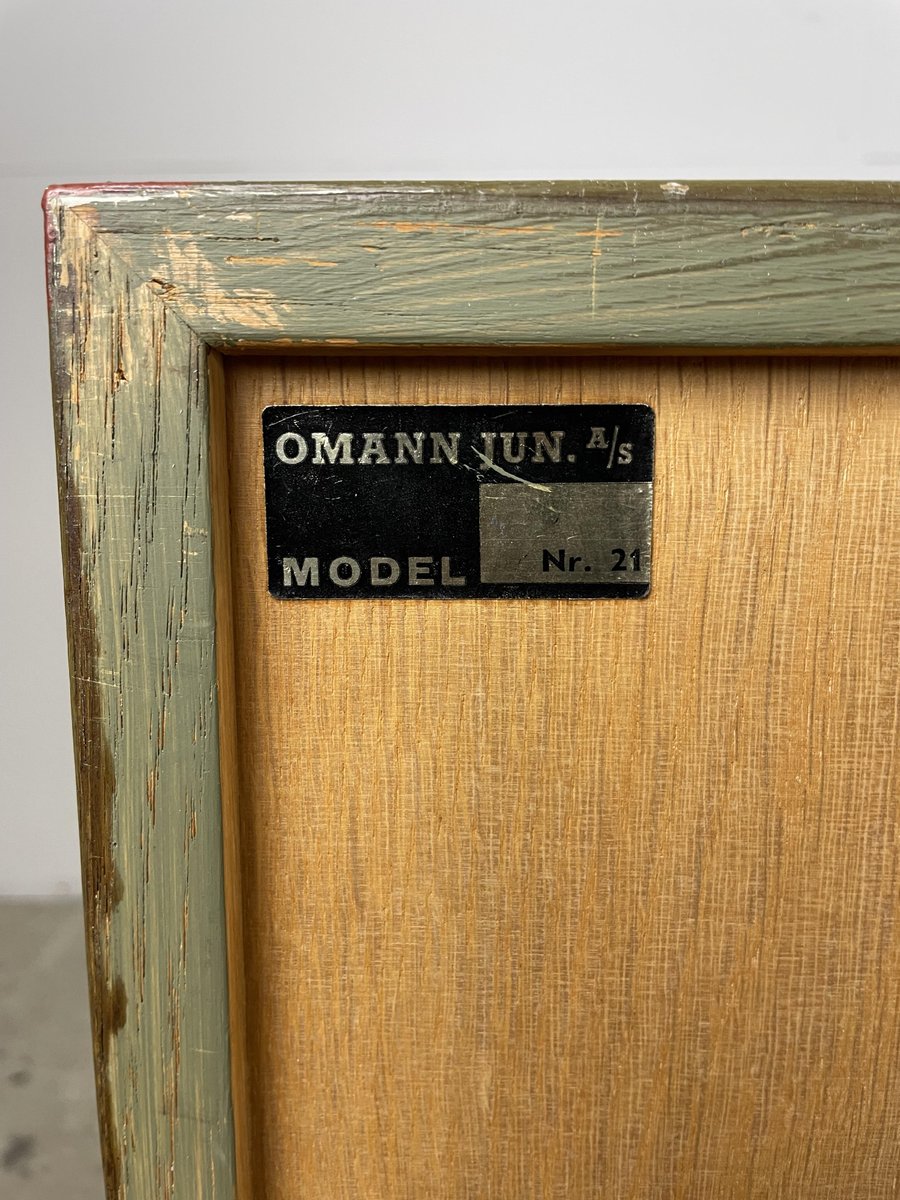 OMANN JUN. A/S
Nr. 21
MODEL